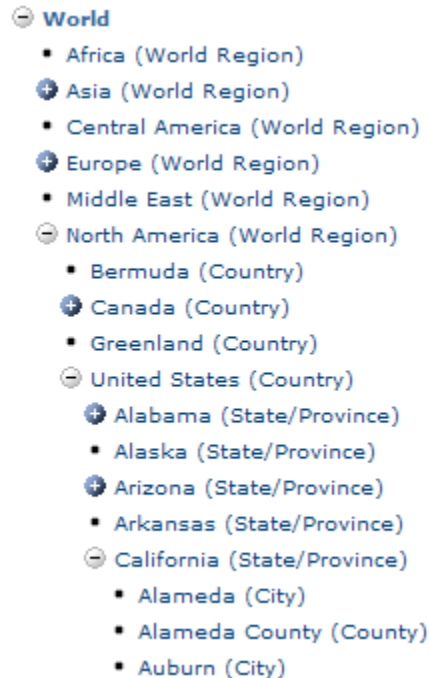 World
Africa (World Region)
Asia (World Region)
Central America (World Region)
Europe (World Region)
Middle East (World Region)
North America (World Region)
Bermuda (Country)
Canada (Country)
Greenland (Country)
United States (Country)
Alabama (State/Province)
Alaska (State/Province)
Arizona (State/Province)
Arkansas (State/Province)
California (State/Province)
Alameda (City)
Alameda County (County)
Auburn (City)